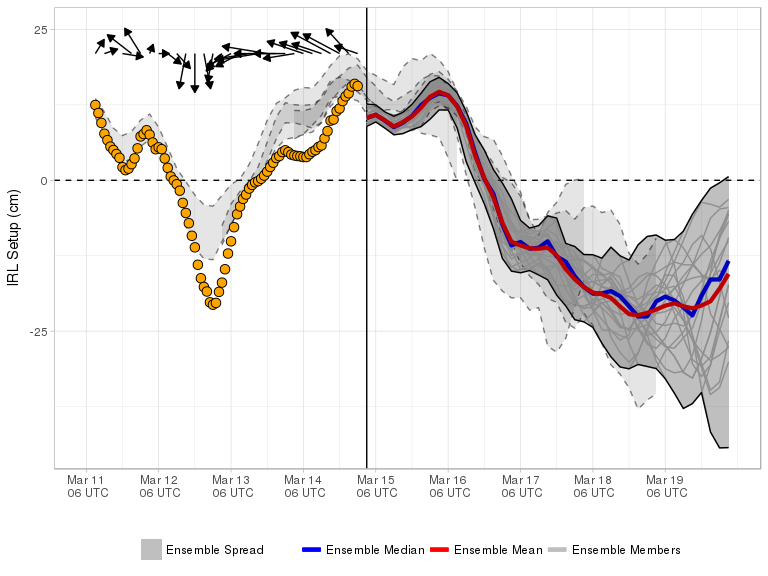 25
0
-25
IRL Setup (cm)
Mar 11 Mar 12 Mar 13 Mar 14 Mar 15 Mar 16 Mar 17 Mar 18 Mar 19
06 UTC 06 UTC 06 UTC 06 UTC 06 UTC 06 UTC 06 UTC 06 UTC 06 UTC
Ensemble Spread Ensemble Median Ensemble Mean Ensemble Members